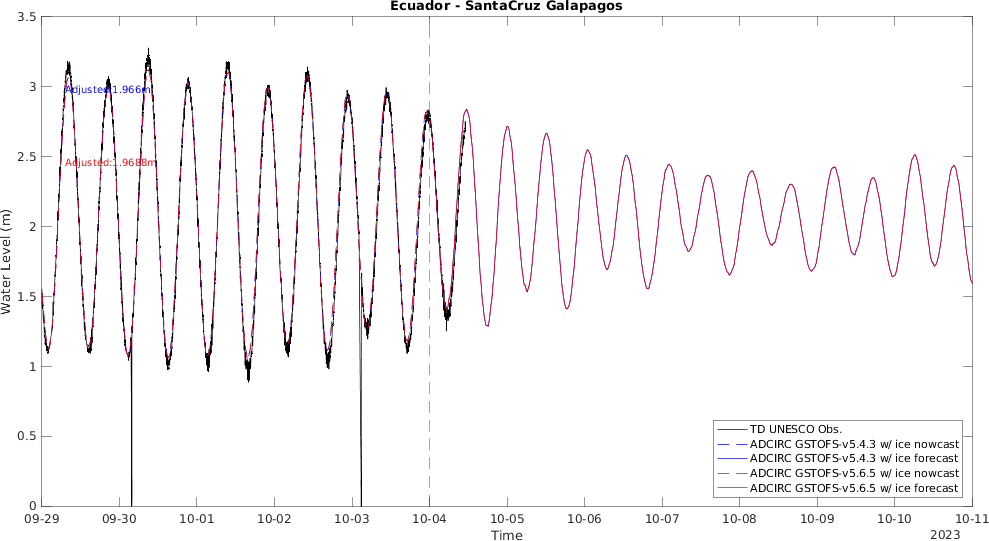 Ecuador - SantaCruz Galapagos
Water Level (m)
3.5
3
2.5
2
1.5
1
0.5
0
Adjusted:1.966m
Adjusted:1.9688m
TD UNESCO Obs.
ADCIRC GSTOFS-v5.4.3 w/ ice nowcast
ADCIRC GSTOFS-v5.4.3 w/ ice forecast
ADCIRC GSTOFS-v5.6.5 w/ ice nowcast
ADCIRC GSTOFS-v5.6.5 w/ ice forecast
09-29 09-30 10-01 10-02 10-03 10-04 10-05 10-06 10-07 10-08 10-09 10-10 10-11
Time
2023